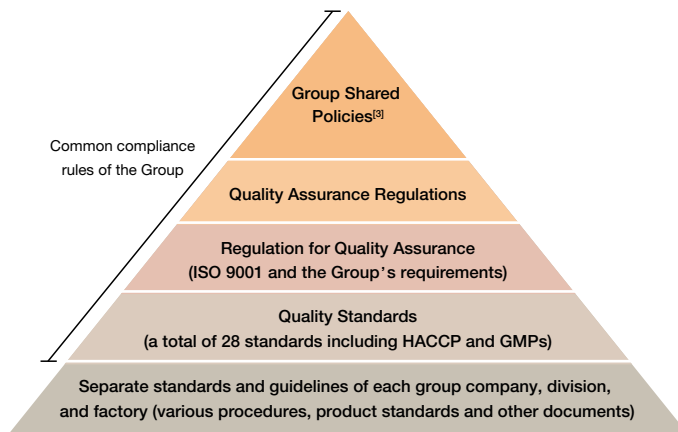 Group Shared
Policies[3]
Common compliance
rules of the Group
Quality Assurance Regulations
Regulation for Quality Assurance
(ISO 9001 and the Group's requirements)
Quality Standards
(a total of 28 standards including HACCP and GMPs)
Separate standards and guidelines of each group company, division,
and factory (various procedures, product standards and other documents)